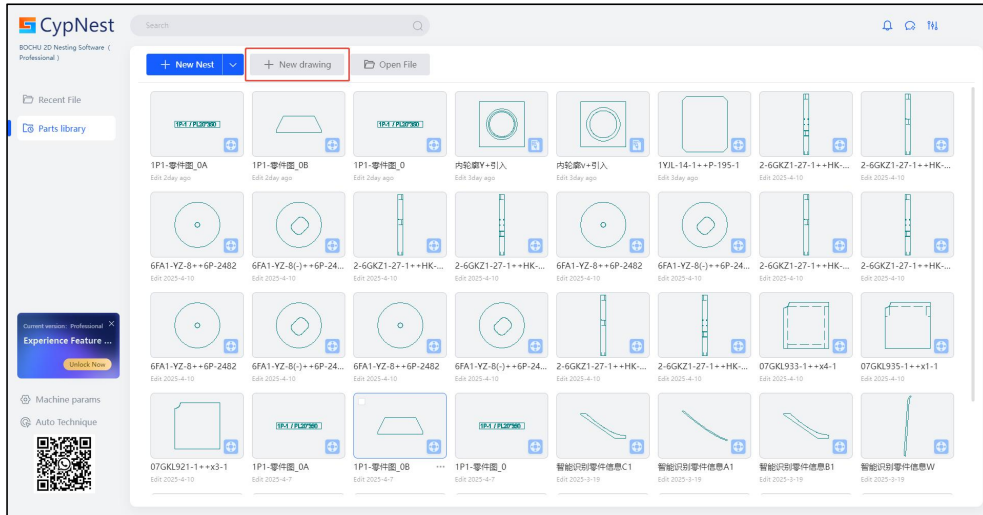 CypNest
BOCHU 2D Nesting Software (
Professional )
Search
Recent File
Parts library
New Nest
New drawing
Open File
1P-1 / PL20*360
1P-1 / PL20*360
1P1-零件图_0A
1P1-零件图_0B
1P1-零件图_0
内轮廓Y+引入
内轮廓v+引入
1YJL-14-1++P-195-1
2-6GKZ1-27-1++HK-...
2-6GKZ1-27-1++HK-...
Edit 2day ago
Edit 2day ago
Edit 2day ago
Edit 3day ago
Edit 3day ago
Edit 3day ago
Edit 2025-4-10
Edit 2025-4-10
6FA1-YZ-8++6P-2482
6FA1-YZ-8(-)++6P-24...
2-6GKZ1-27-1++HK-...
2-6GKZ1-27-1++HK-...
6FA1-YZ-8++6P-2482
6FA1-YZ-8(-)++6P-24...
2-6GKZ1-27-1++HK-...
2-6GKZ1-27-1++HK-...
Edit 2025-4-10
Edit 2025-4-10
Edit 2025-4-10
Edit 2025-4-10
Edit 2025-4-10
Edit 2025-4-10
Edit 2025-4-10
Edit 2025-4-10
Current version: Professional
Experience Feature ...
Unlock Now
6FA1-YZ-8++6P-2482
6FA1-YZ-8(-)++6P-24...
6FA1-YZ-8++6P-2482
6FA1-YZ-8(-)++6P-24...
2-6GKZ1-27-1++HK-...
2-6GKZ1-27-1++HK-...
07GKL933-1++x4-1
07GKL935-1++x1-1
Edit 2025-4-10
Edit 2025-4-10
Edit 2025-4-10
Edit 2025-4-10
Edit 2025-4-10
Edit 2025-4-10
Edit 2025-4-10
Edit 2025-4-10
Machine params
Auto Technique
1P-1 / PL20*360
1P-1 / PL20*360
07GKL921-1++x3-1
1P1-零件图_0A
1P1-零件图_0B
1P1-零件图_0
智能识别零件信息C1
智能识别零件信息A1
智能识别零件信息B1
智能识别零件信息W
Edit 2025-4-10
Edit 2025-4-7
Edit 2025-4-7
Edit 2025-4-7
Edit 2025-3-19
Edit 2025-3-19
Edit 2025-3-19
Edit 2025-3-19